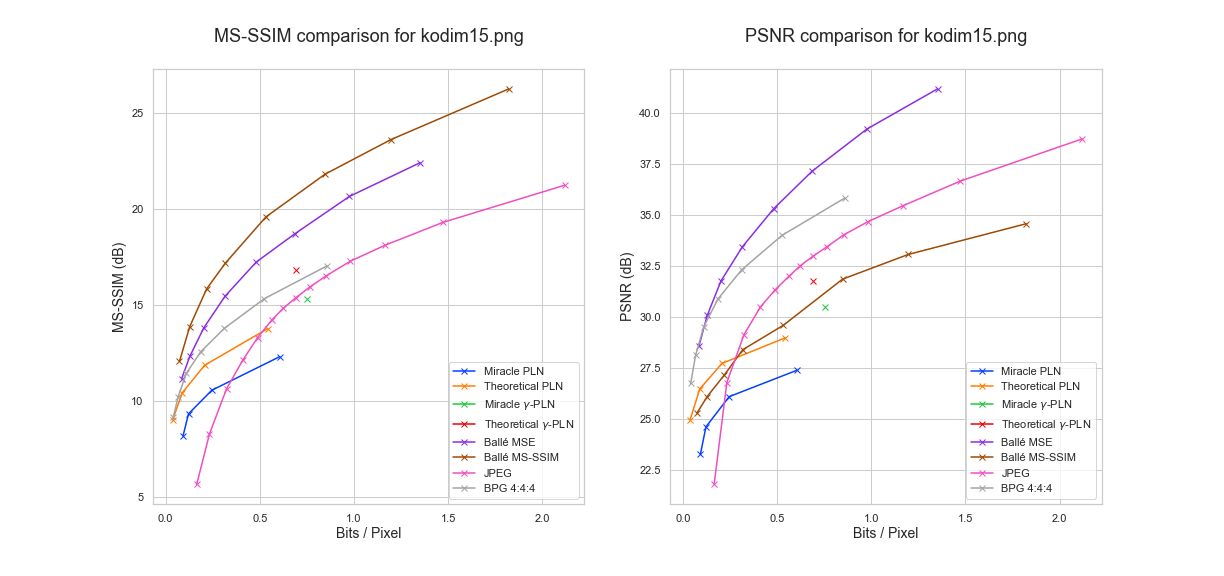 MS-SSIM comparison for kodim15.png
MS-SSIM (dB)
25
20
15
10
5
0.0 0.5 1.0 1.5 2.0
Bits / Pixel
Miracle PLN
Theoretical PLN
Miracle γ-PLN
Theoretical γ-PLN
Ballé MSE
Ballé MS-SSIM
JPEG
BPG 4:4:4
PSNR comparison for kodim15.png
PSNR (dB)
40.0
37.5
35.0
32.5
30.0
27.5
25.0
22.5
0.0 0.5 1.0 1.5 2.0
Bits / Pixel
Miracle PLN
Theoretical PLN
Miracle γ-PLN
Theoretical γ-PLN
Ballé MSE
Ballé MS-SSIM
JPEG
BPG 4:4:4